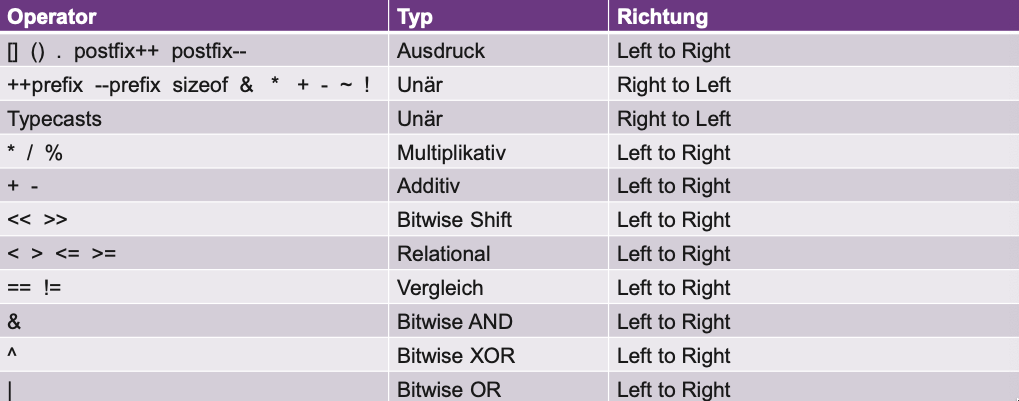 Operator Typ Richtung
[] () . postfix++ postfix-- Ausdruck Left to Right
++prefix --prefix sizeof & * + - ~ ! Unär Right to Left
Typecasts Unär Right to Left
* / % Multiplikativ Left to Right
+ - Additiv Left to Right
<< >> Bitwise Shift Left to Right
< > <= >= Relational Left to Right
== != Vergleich Left to Right
& Bitwise AND Left to Right
^ Bitwise XOR Left to Right
| Bitwise OR Left to Right